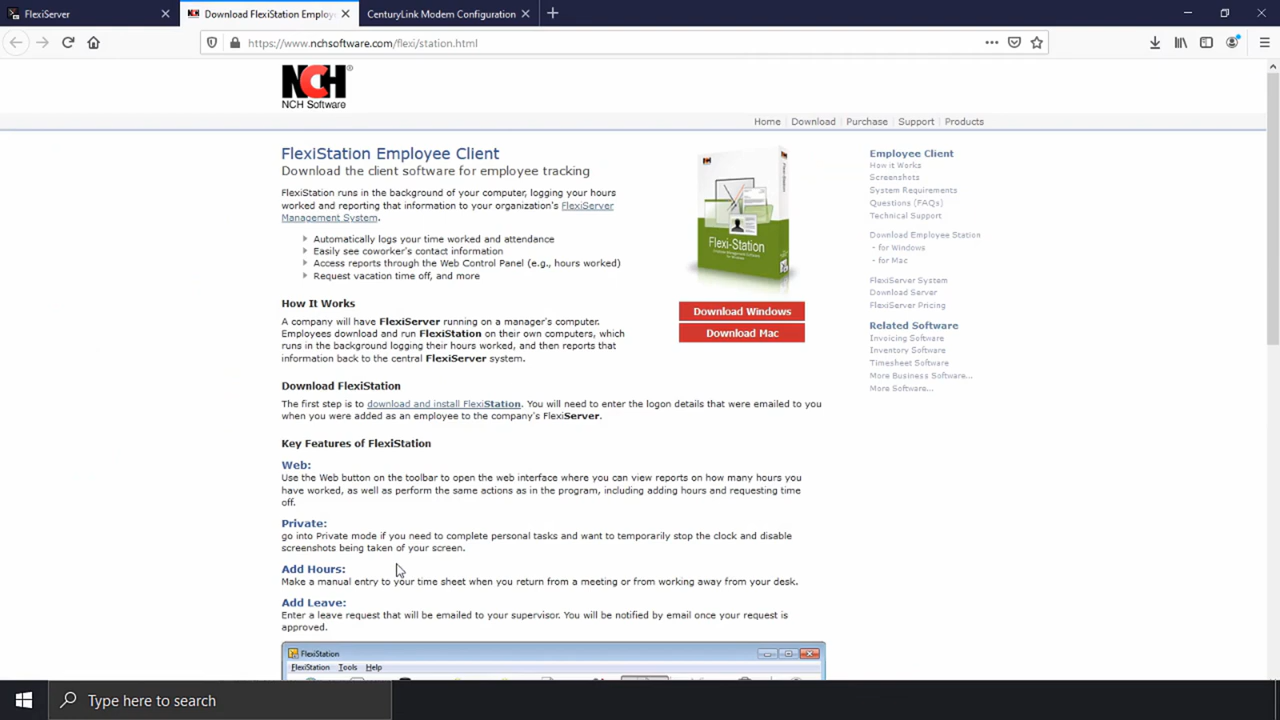 FlexiServer
Download FlexiStation Employe
CenturyLink Modem Configuration
https://www.nchsoftware.com/flexi/station.html
NCH®
NCH Software
Home | Download | Purchase | Support | Products
FlexiStation Employee Client
Download the client software for employee tracking
FlexiStation runs in the background of your computer, logging your hours
worked and reporting that information to your organization's FlexiServer
Management System.
Automatically logs your time worked and attendance
Easily see coworker's contact information
Access reports through the Web Control Panel (e.g., hours worked)
Request vacation time off, and more
How It Works
A company will have FlexiServer running on a manager's computer.
Employees download and run FlexiStation on their own computers, which
runs in the background logging their hours worked, and then reports that
information back to the central FlexiServer system.
Download FlexiStation
The first step is to download and install FlexiStation. You will need to enter the logon details that were emailed to you
when you were added as an employee to the company's FlexiServer.
Key Features of FlexiStation
Web:
Use the Web button on the toolbar to open the web interface where you can view reports on how many hours you
have worked, as well as perform the same actions as in the program, including adding hours and requesting time
off.
Private:
go into Private mode if you need to complete personal tasks and want to temporarily stop the clock and disable
screenshots being taken of your screen.
Add Hours:
Make a manual entry to your time sheet when you return from a meeting or from working away from your desk.
Add Leave:
Enter a leave request that will be emailed to your supervisor. You will be notified by email once your request is
approved.
FlexiStation
FlexiStation Tools Help
Flexi-Station
Download Windows
Download Mac
Employee Client
How it Works
Screenshots
System Requirements
Questions (FAQs)
Technical Support
Download Employee Station
- for Windows
- for Mac
FlexiServer System
Download Server
FlexiServer Pricing
Related Software
Invoicing Software
Inventory Software
Timesheet Software
More Business Software...
More Software...
Type here to search